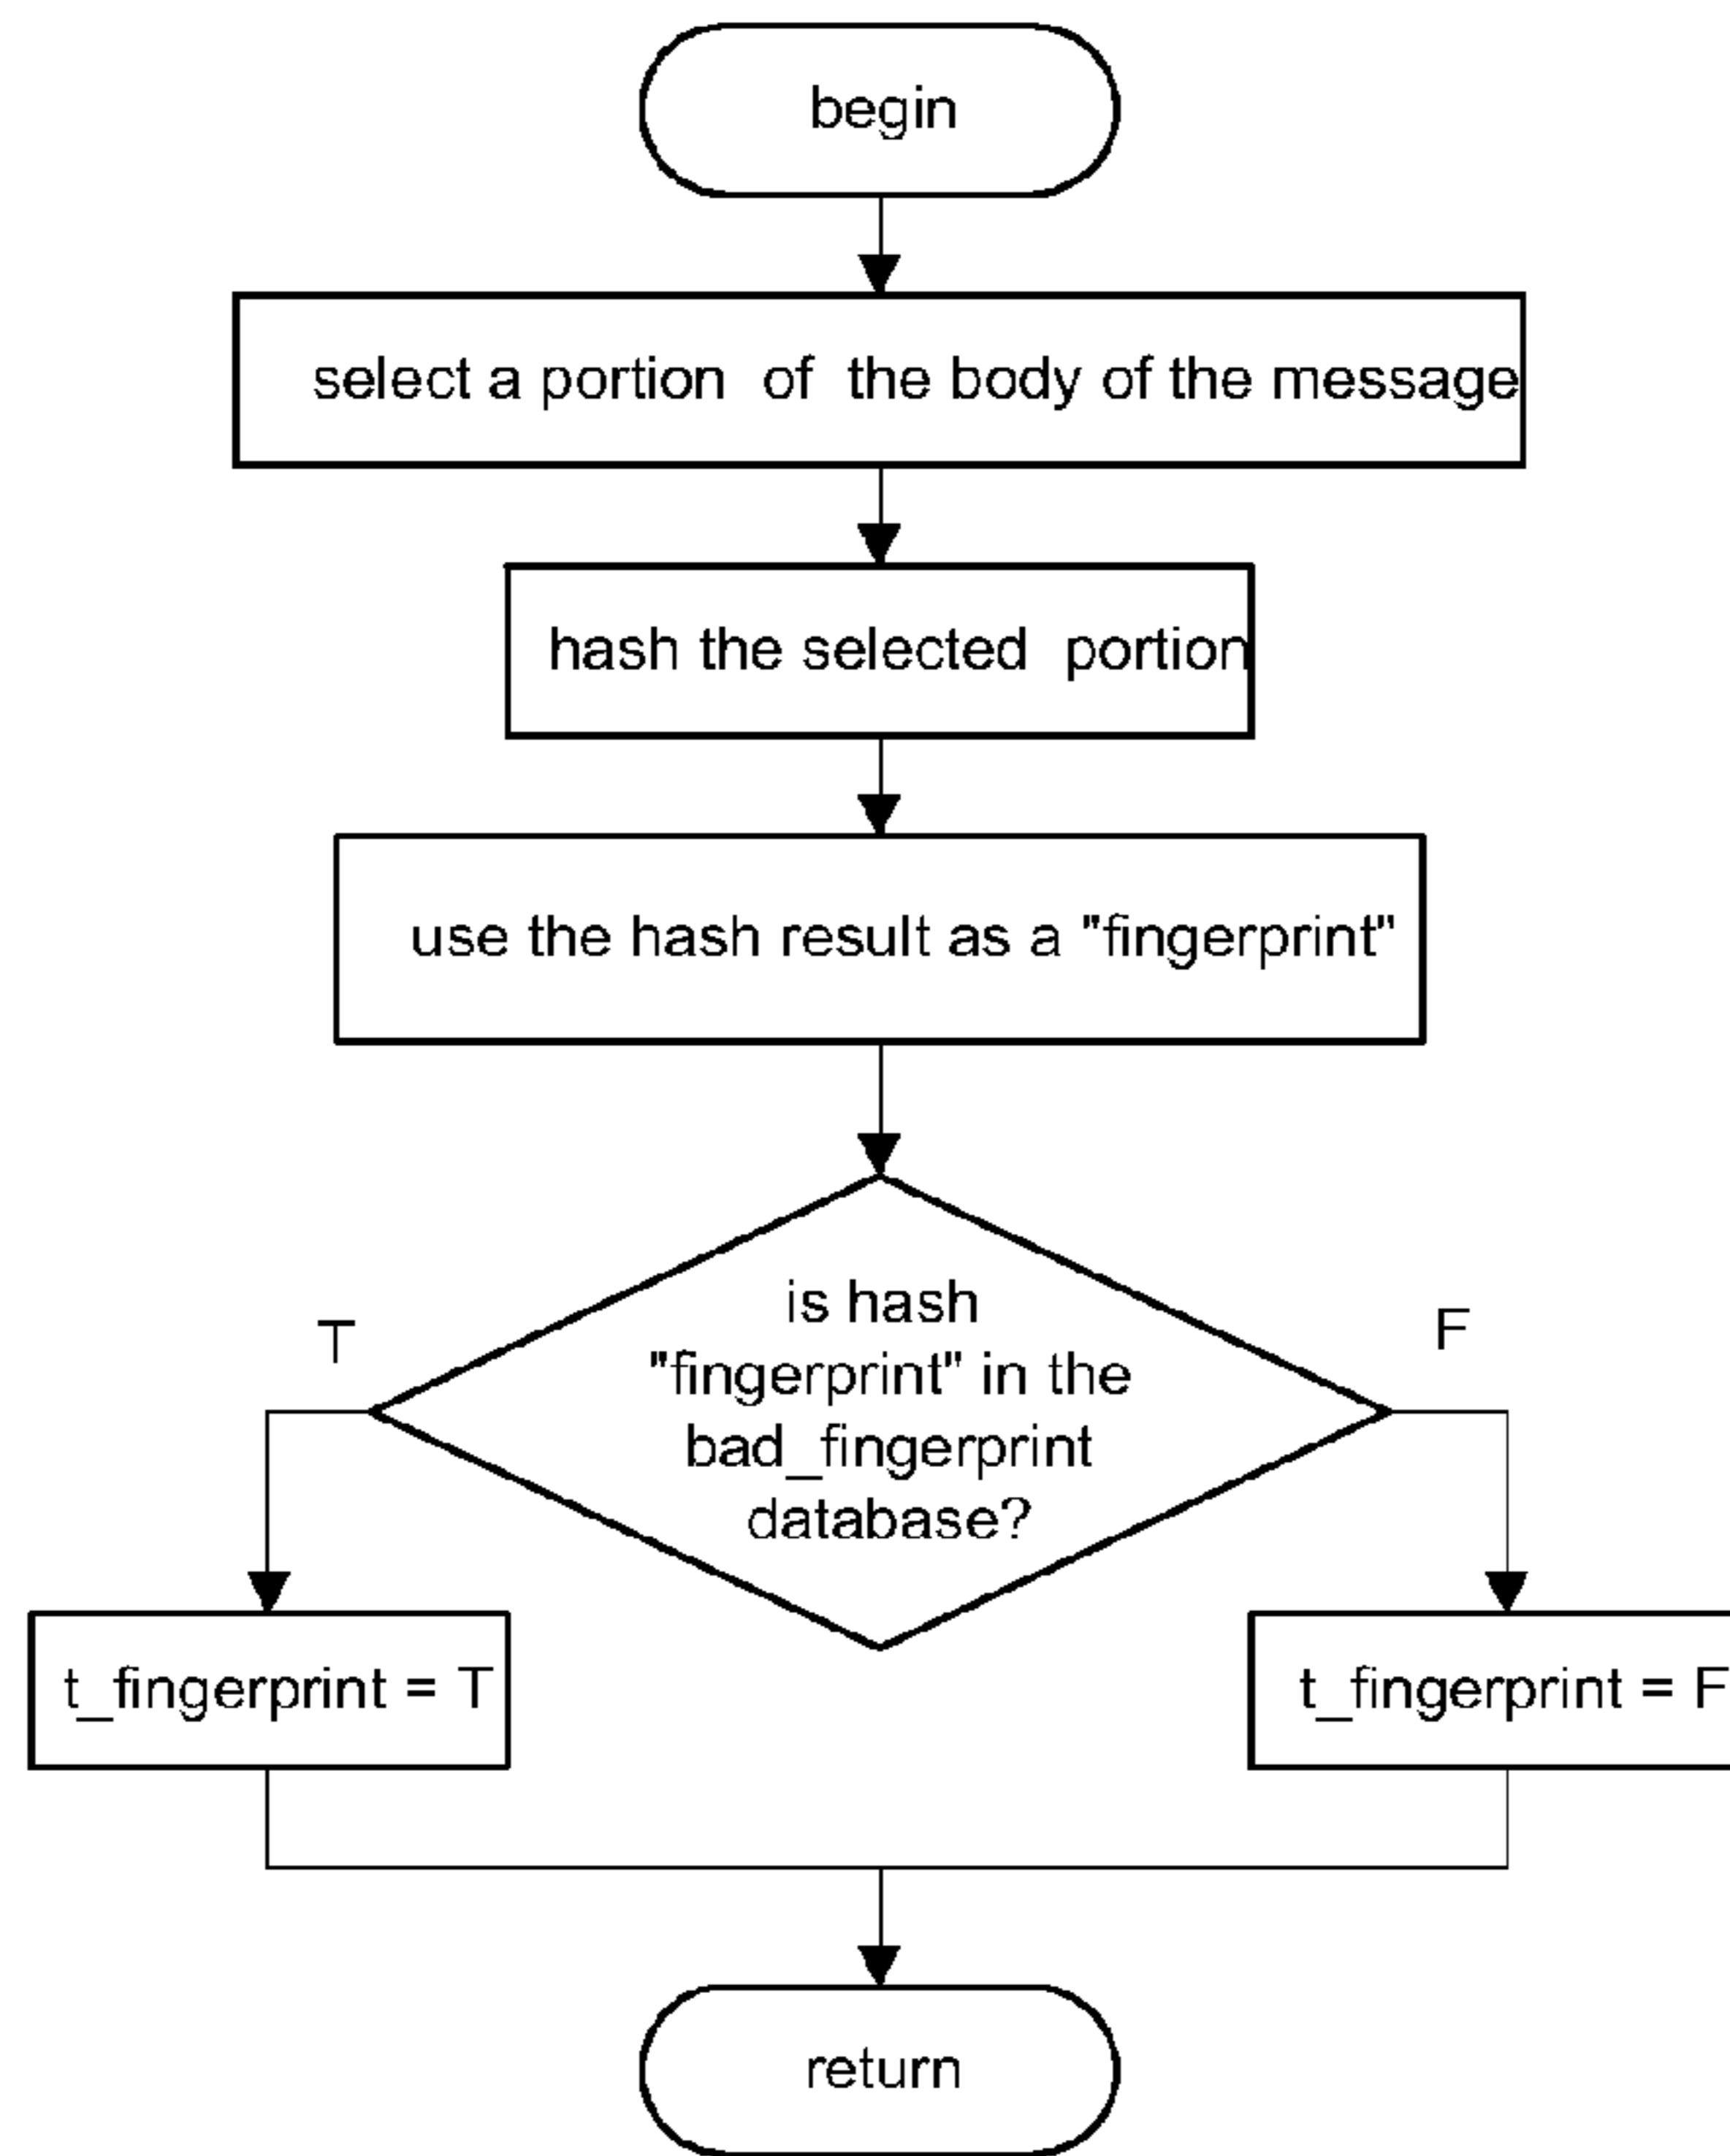 begin
select a portion of the body of the message
hash the selected portion
use the hash result as a "fingerprint"
is hash
"fingerprint" in the
bad_fingerprint
database?
T
F
t_fingerprint = T
t_fingerprint = F
return